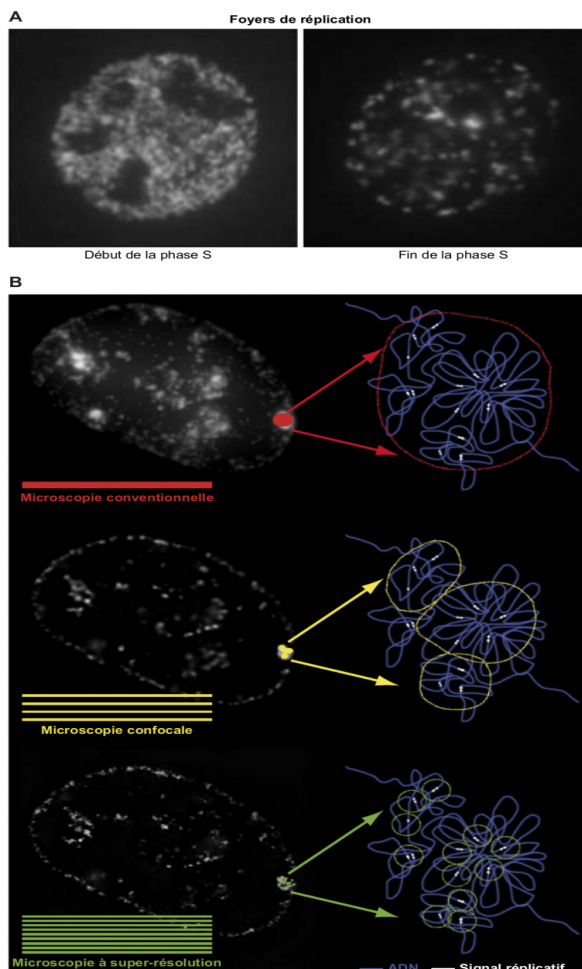 A
Foyers de réplication
Début de la phase S
Fin de la phase S
B
Microscopie conventionnelle
Microscopie confocale
Microscopie à super-résolution
ADN
Signal réplicatif